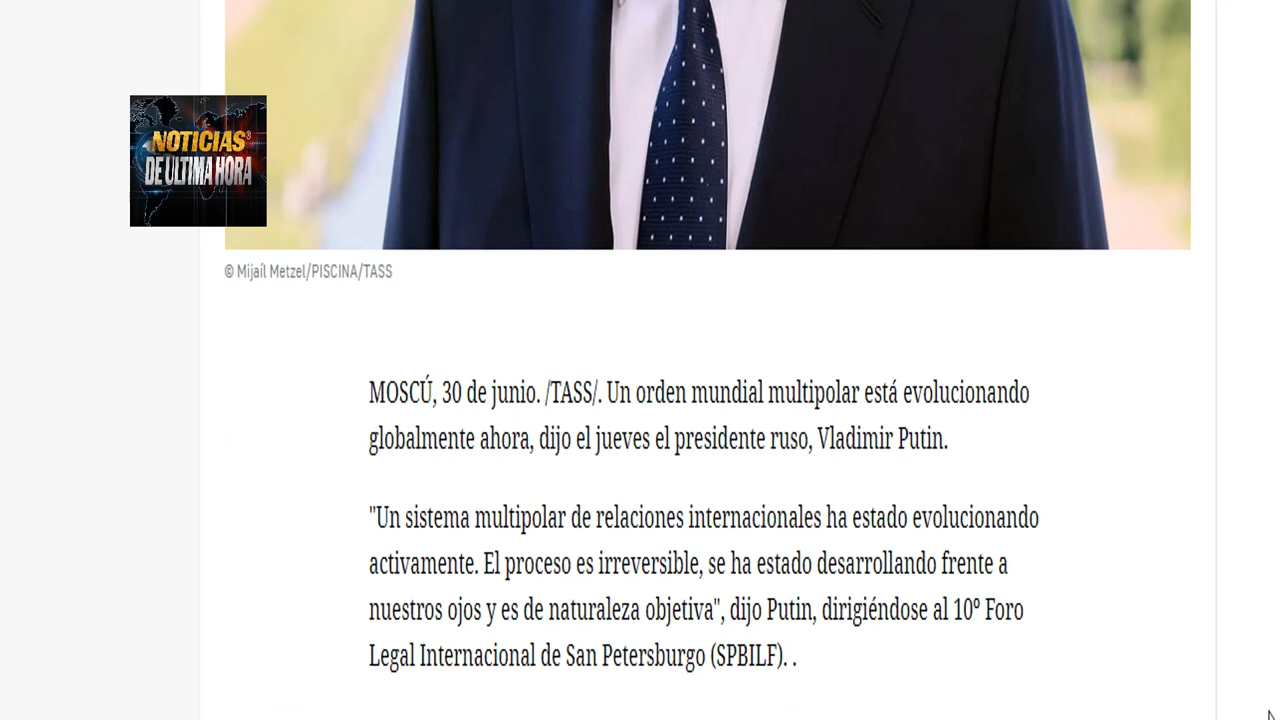 NOTICIAS®
DE ULTIMA HORA
© Mijaíl Metzel/PISCINA/TASS
MOSCÚ, 30 de junio. /TASS/. Un orden mundial multipolar está evolucionando
globalmente ahora, dijo el jueves el presidente ruso, Vladimir Putin.
"Un sistema multipolar de relaciones internacionales ha estado evolucionando
activamente. El proceso es irreversible, se ha estado desarrollando frente a
nuestros ojos y es de naturaleza objetiva", dijo Putin, dirigiéndose al 10º Foro
Legal Internacional de San Petersburgo (SPBILF). .